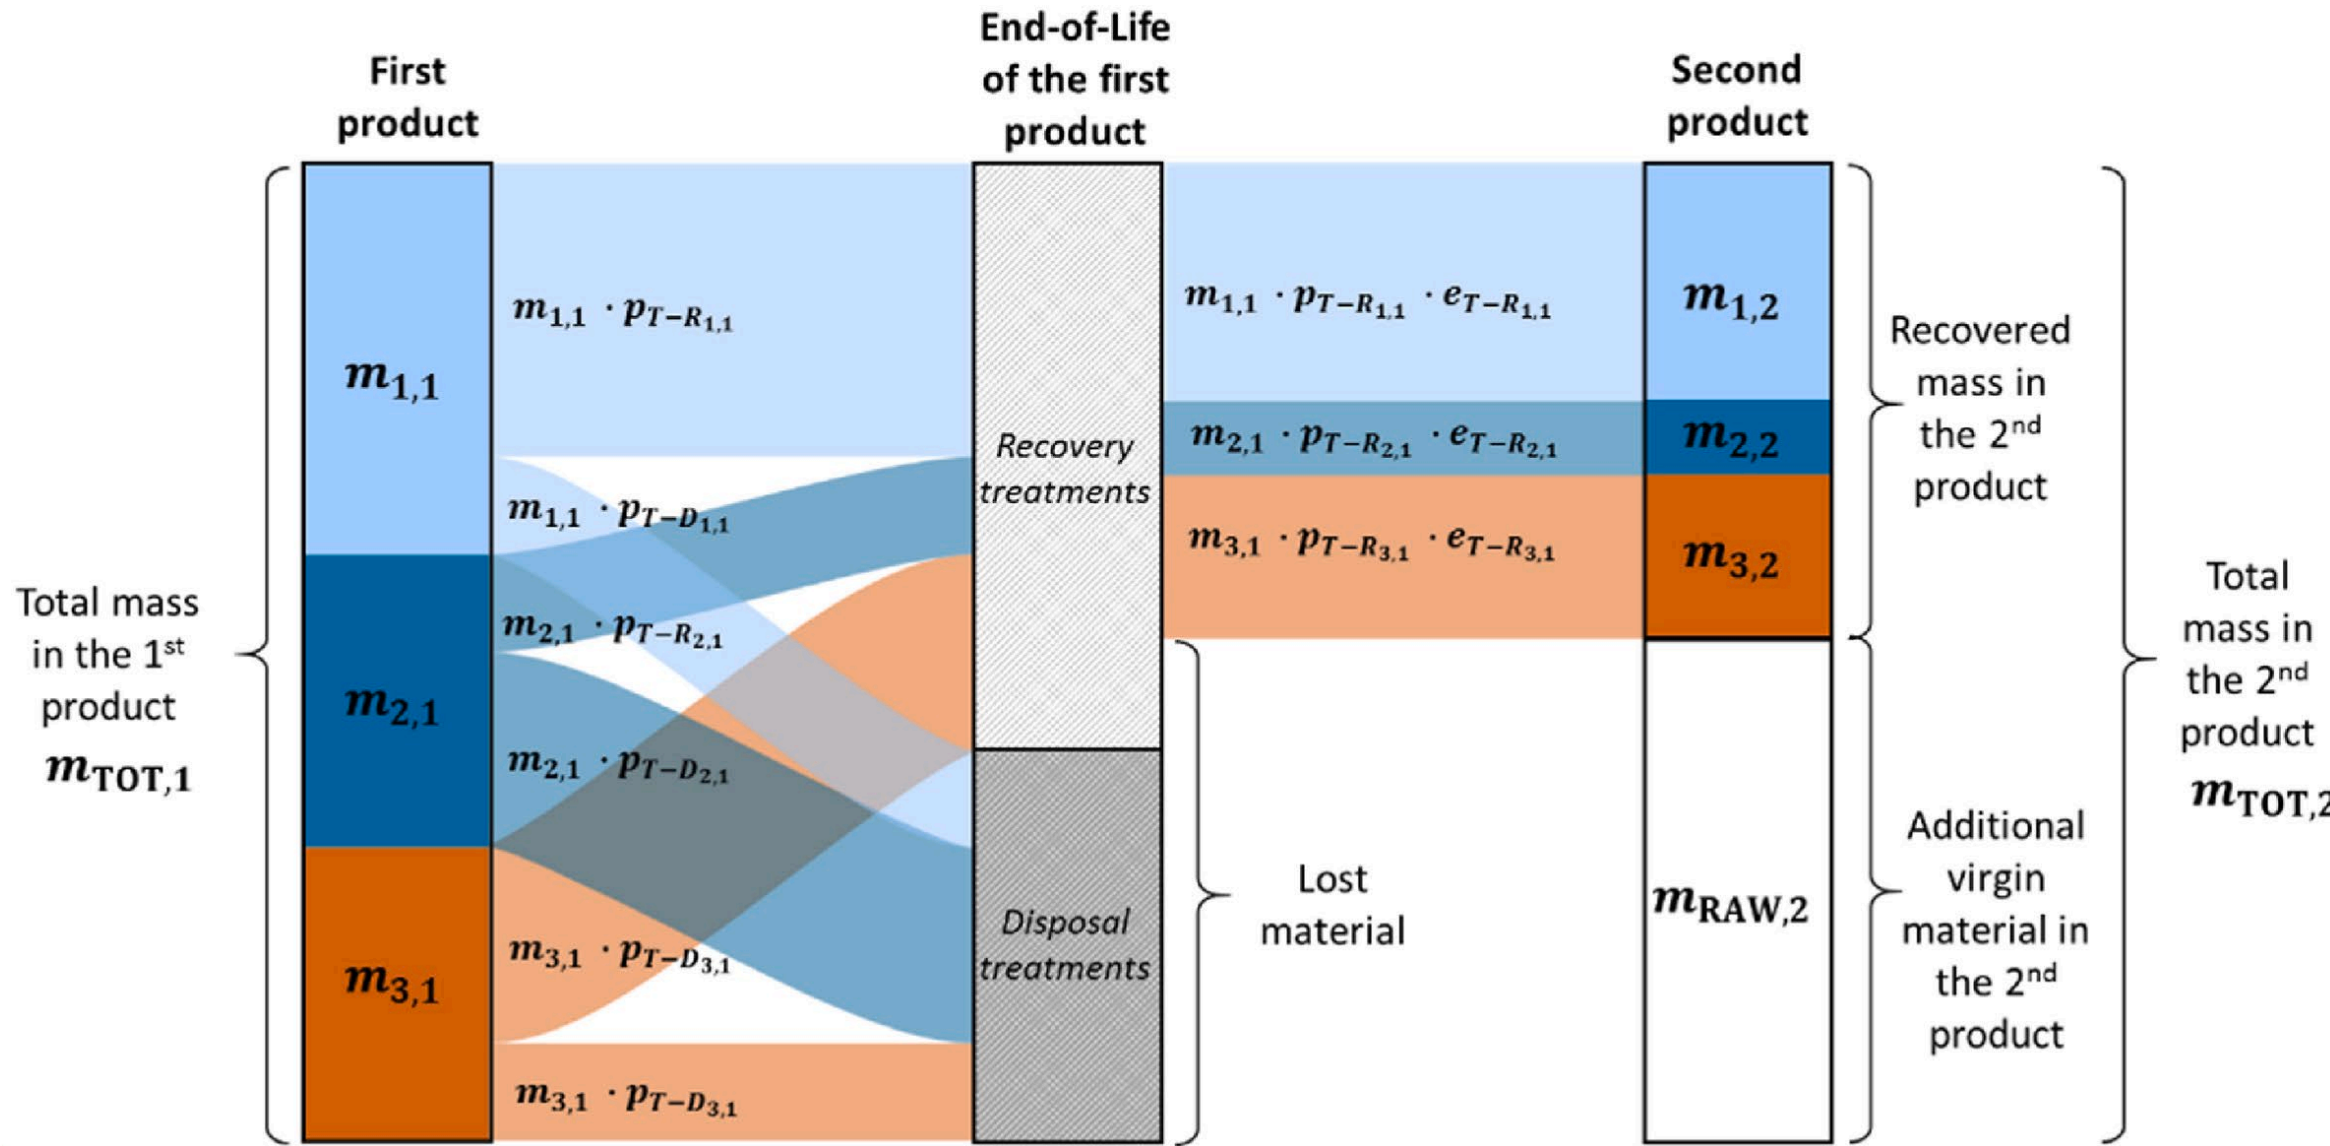 First
product
End-of-Life
of the first
product
Second
product
Total mass
in the 1st
product
mTOT,1
m1,1
m2,1
m3,1
m1,1 · pT−R1,1
m1,1 · pT−D1,1
m2,1 · pT−R2,1
m2,1 · pT−D2,1
m3,1 · pT−D3,1
m3,1 · pT−D3,1
Recovery
treatments
Disposal
treatments
m1,1 · pT−R1,1 · eT−R1,1
m2,1 · pT−R2,1 · eT−R2,1
m3,1 · pT−R3,1 · eT−R3,1
Lost
material
m1,2
m2,2
m3,2
mRAW,2
Recovered
mass in
the 2nd
product
Additional
virgin
material in
the 2nd
product
Total
mass in
the 2nd
product
mTOT,2